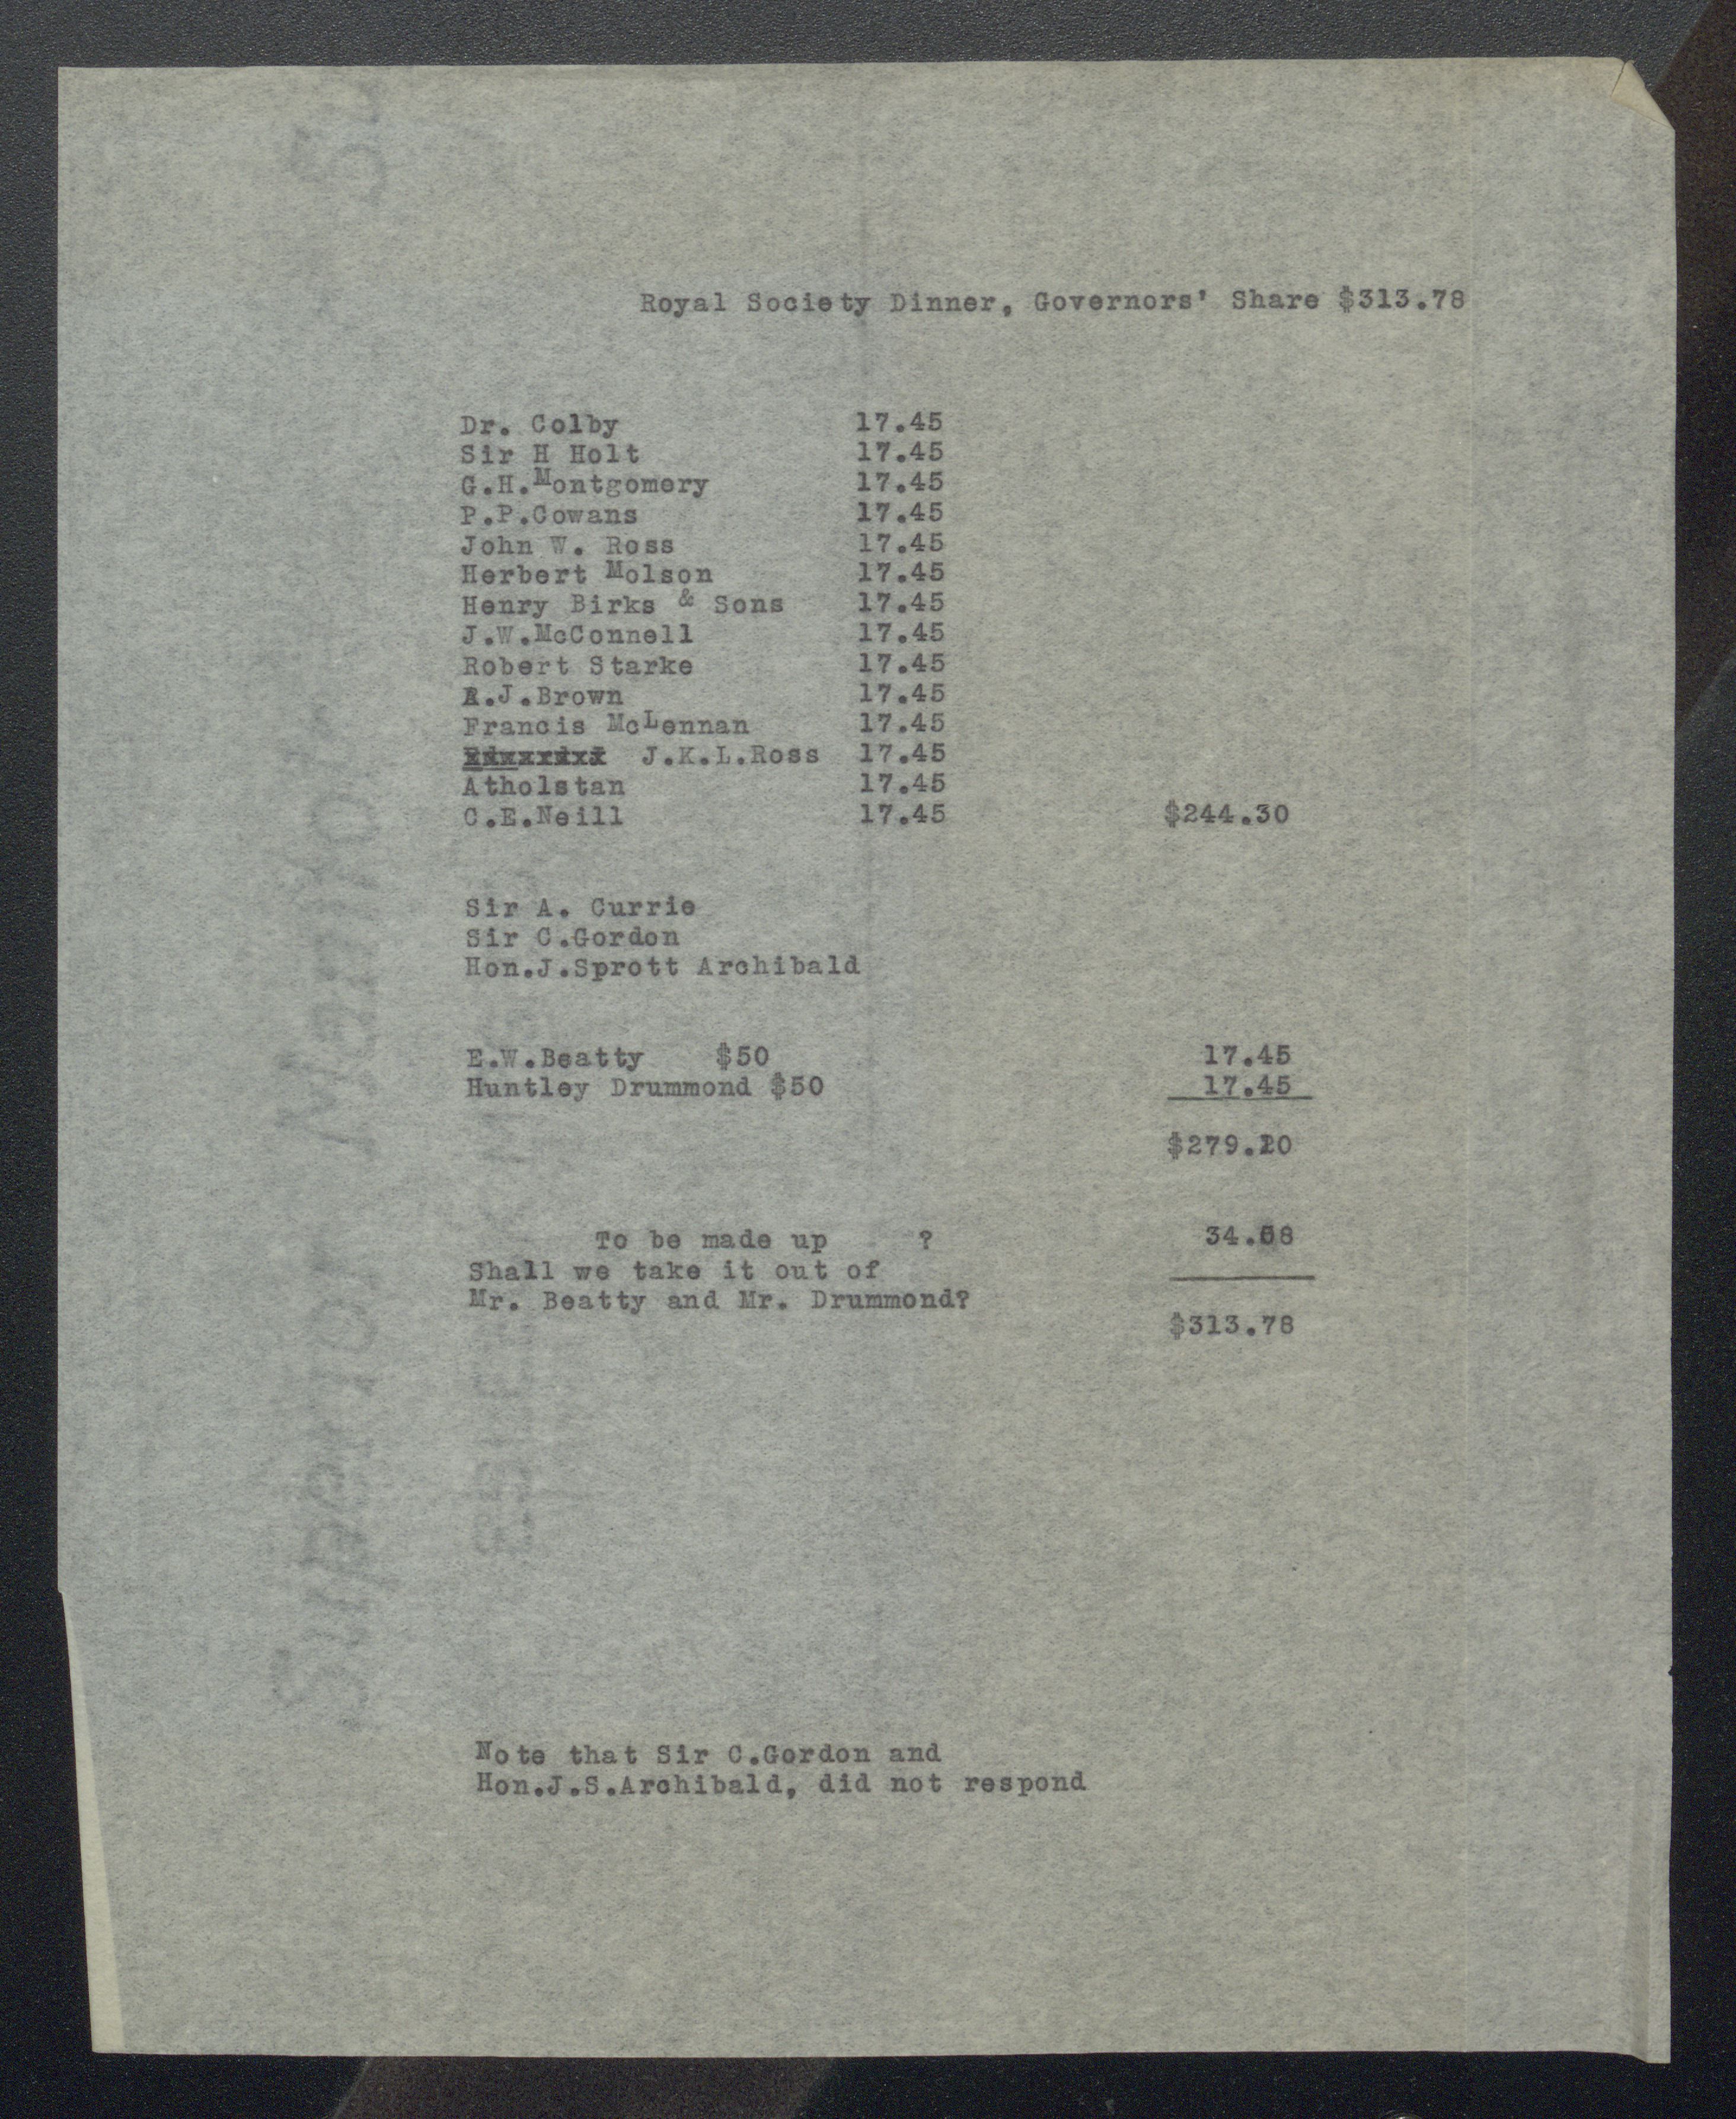 Royal Society Dinner, Governors' Share $313.78
Dr. Colby 17.45
Sir H Holt 17.45
G.H.Montgomery 17.45
P.P.Cowans 17.45
John W. Ross 17.45
Herbert Molson 17.45
Henry Birks & Sons 17.45
J.W.McConnell 17.45
Robert Starke 17.45
A.J.Brown 17.45
Francis McLennan 17.45
J.K.L.Ross 17.45
Atholstan 17.45
C.E.Neill 17.45 $244.30
Sir A. Currie
Sir C.Gordon
Hon.J.Sprott Archibald
E.W.Beatty $50 17.45
Huntley Drummond $50 17.45
$279.20
To be made up ? 34.58
Shall we take it out of
Mr. Beatty and Mr. Drummond?
$313.78
Note that Sir C.Gordon and
Hon.J.S.Archibald, did not respond